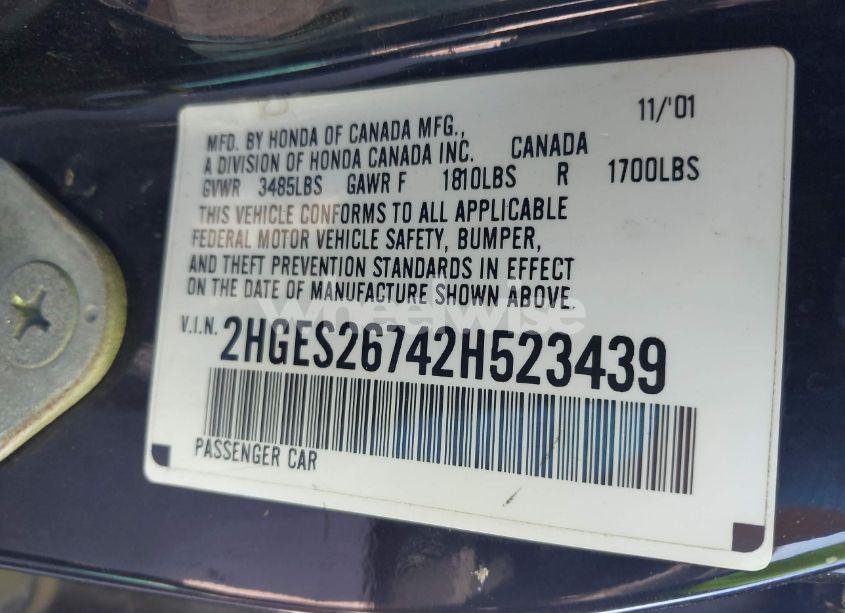 11/'01
MFD. BY HONDA OF CANADA MFG.,
A DIVISION OF HONDA CANADA INC. CANADA
GVWR 3485LBS GAWR F 1810LBS R 1700LBS
THIS VEHICLE CONFORMS TO ALL APPLICABLE
FEDERAL MOTOR VEHICLE SAFETY, BUMPER,
AND THEFT PREVENTION STANDARDS IN EFFECT
ON THE DATE OF MANUFACTURE SHOWN ABOVE.
wheelwise
V.I.N. 2HGES26742H523439
PASSENGER CAR